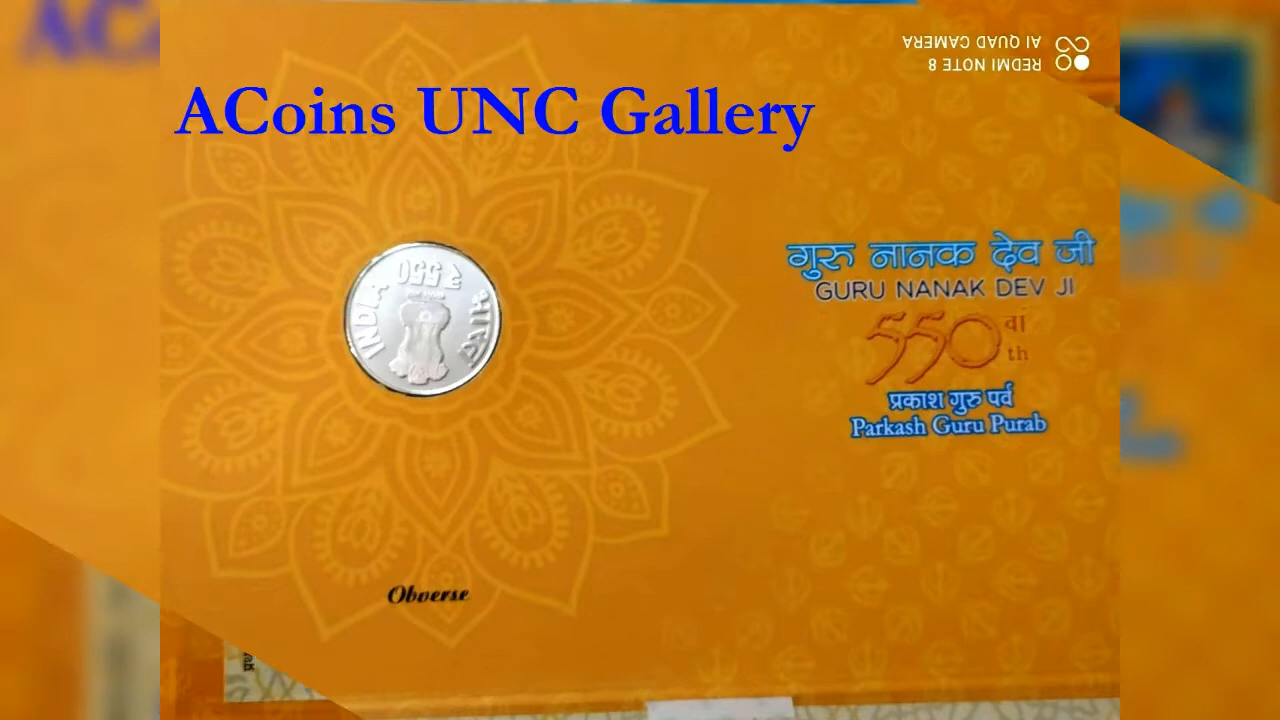 REDMI NOTE 8
AI QUAD CAMERA
ACoins UNC Gallery
₹ 550
INDIA
भारत
गुरु नानक देव जी
GURU NANAK DEV JI
550 वां
th
प्रकाश गुरु पर्व
Parkash Guru Purab
Obverse